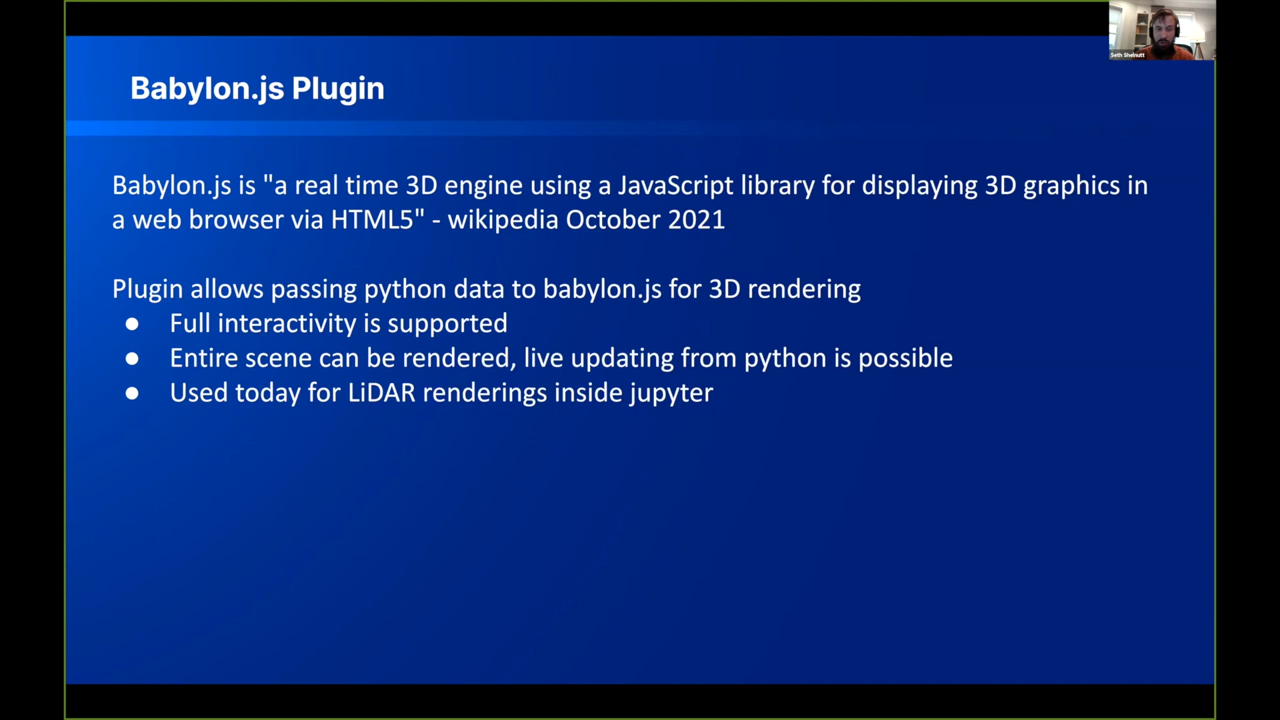 Seth Shelnutt
Babylon.js Plugin
Babylon.js is "a real time 3D engine using a JavaScript library for displaying 3D graphics in
a web browser via HTML5" - wikipedia October 2021
Plugin allows passing python data to babylon.js for 3D rendering
● Full interactivity is supported
● Entire scene can be rendered, live updating from python is possible
● Used today for LiDAR renderings inside jupyter